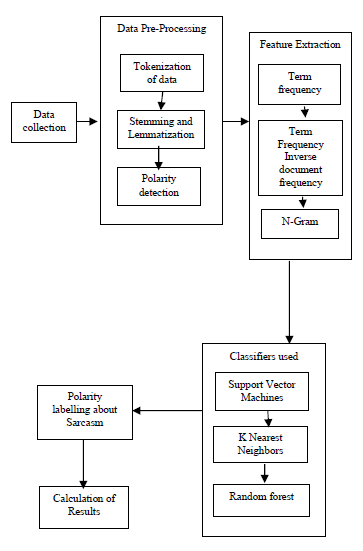 Data
collection
Data Pre-Processing
Tokenization
of data
Stemming and
Lemmatization
Polarity
detection
Feature Extraction
Term
frequency
Term
Frequency
Inverse
document
frequency
N-Gram
Classifiers used
Support Vector
Machines
K Nearest
Neighbors
Random forest
Polarity
labelling about
Sarcasm
Calculation of
Results